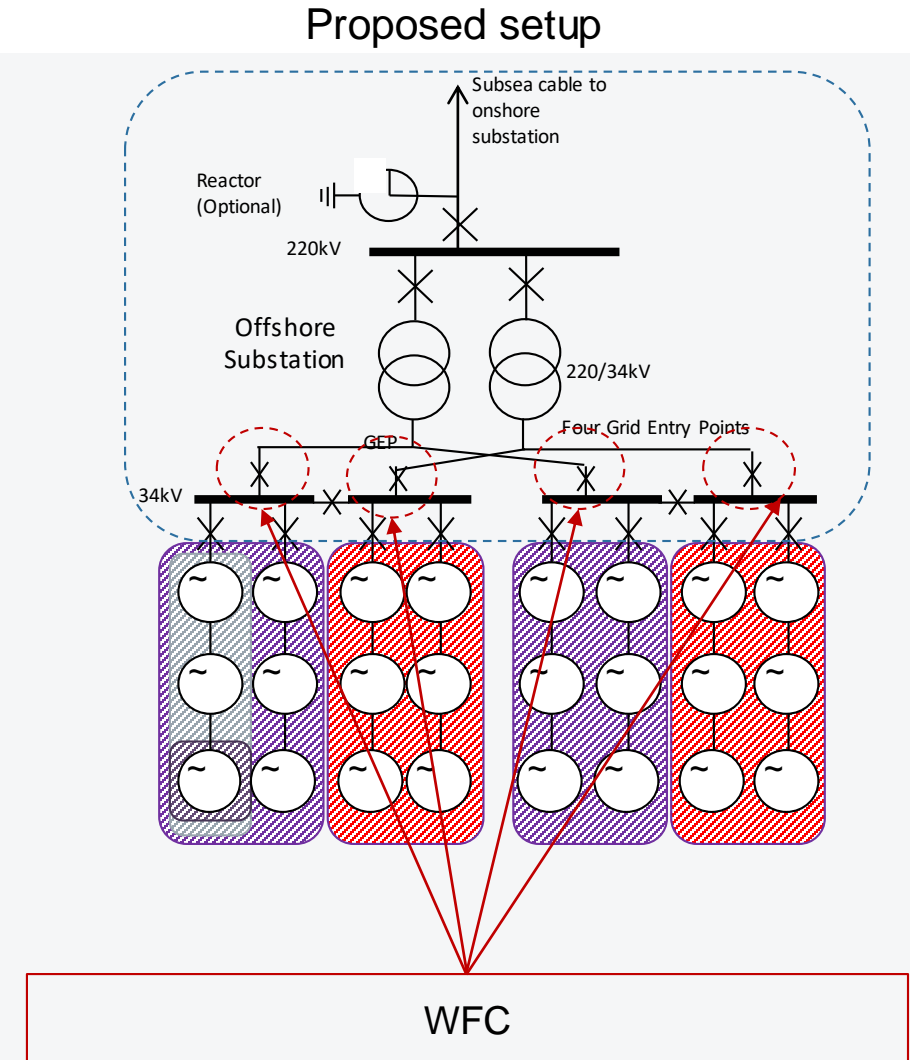 Proposed setup
Subsea cable to
onshore
substation
Reactor
(Optional)
220kV
Offshore
Substation
220/34kV
Four Grid Entry Points
GEP
34kV
~ ~ ~ ~ ~ ~ ~ ~
~ ~ ~ ~ ~ ~ ~ ~
~ ~ ~ ~ ~ ~ ~ ~
WFC